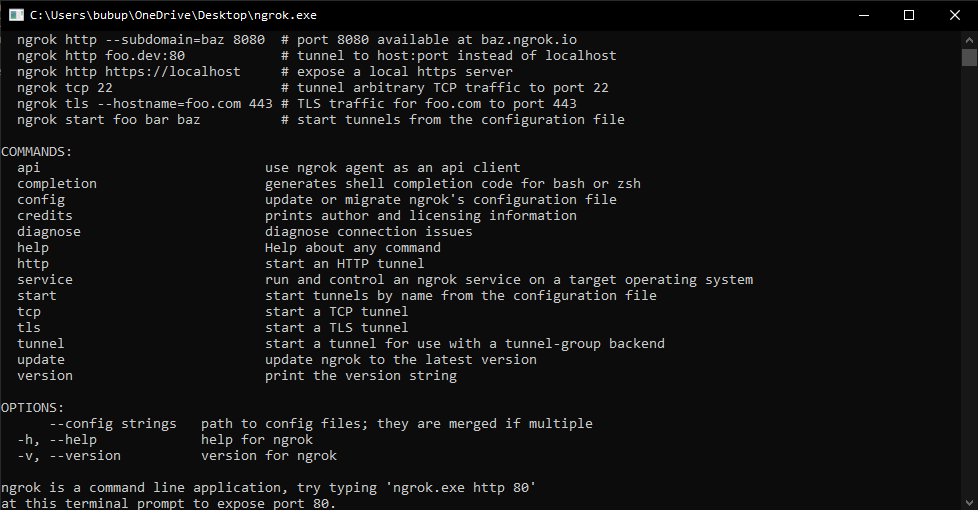 C:\Users\bubup\OneDrive\Desktop\ngrok.exe
ngrok http --subdomain=baz 8080  # port 8080 available at baz.ngrok.io
ngrok http foo.dev:80            # tunnel to host:port instead of localhost
ngrok http https://localhost     # expose a local https server
ngrok tcp 22                     # tunnel arbitrary TCP traffic to port 22
ngrok tls --hostname=foo.com 443 # TLS traffic for foo.com to port 443
ngrok start foo bar baz          # start tunnels from the configuration file
COMMANDS:
api                            use ngrok agent as an api client
completion                     generates shell completion code for bash or zsh
config                         update or migrate ngrok's configuration file
credits                        prints author and licensing information
diagnose                       diagnose connection issues
help                           Help about any command
http                           start an HTTP tunnel
service                        run and control an ngrok service on a target operating system
start                          start tunnels by name from the configuration file
tcp                            start a TCP tunnel
tls                            start a TLS tunnel
tunnel                         start a tunnel for use with a tunnel-group backend
update                         update ngrok to the latest version
version                        print the version string
OPTIONS:
--config strings   path to config files; they are merged if multiple
-h, --help             help for ngrok
-v, --version          version for ngrok
ngrok is a command line application, try typing 'ngrok.exe http 80'
at this terminal prompt to expose port 80.